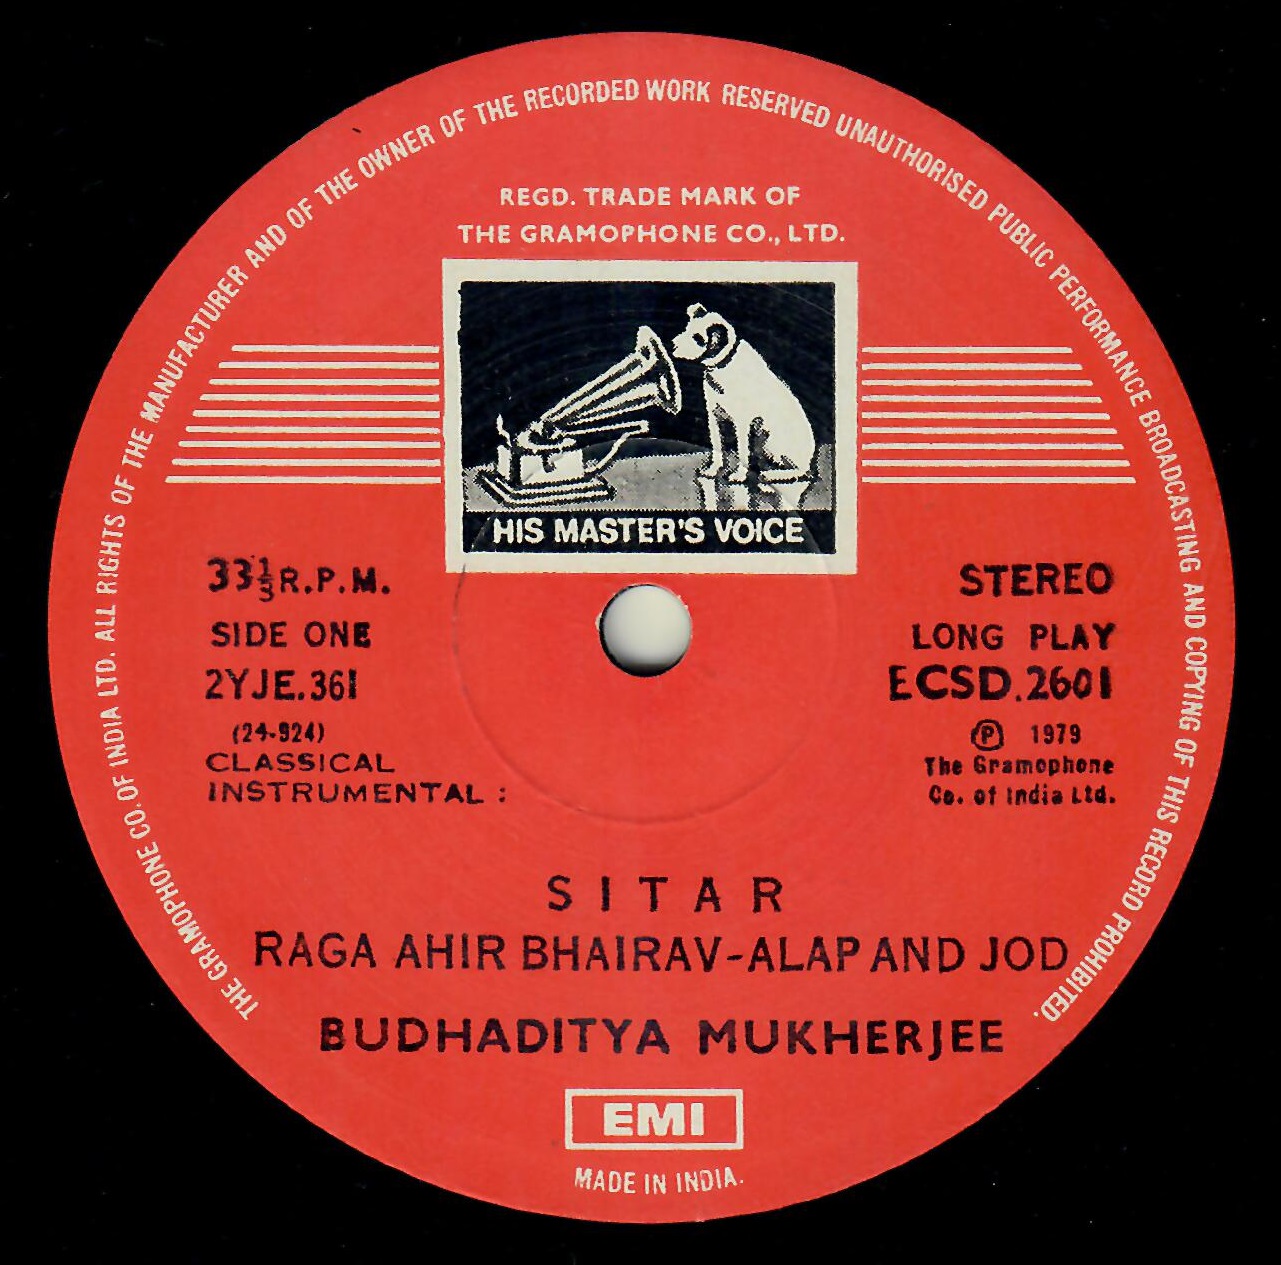 THE GRAMOPHONE CO. OF INDIA LTD. ALL RIGHTS OF THE MANUFACTURER AND OF THE OWNER OF THE RECORDED WORK RESERVED UNAUTHORISED PUBLIC PERFORMANCE BROADCASTING AND COPYING OF THIS RECORD PROHIBITED.
REGD. TRADE MARK OF
THE GRAMOPHONE CO., LTD.
HIS MASTER'S VOICE
33⅓ R.P.M.
SIDE ONE
2YJE.361
(24-924)
CLASSICAL
INSTRUMENTAL :
STEREO
LONG PLAY
ECSD.2601
Ⓟ 1979
The Gramophone
Co. of India Ltd.
SITAR
RAGA AHIR BHAIRAV-ALAP AND JOD
BUDHADITYA MUKHERJEE
EMI
MADE IN INDIA.